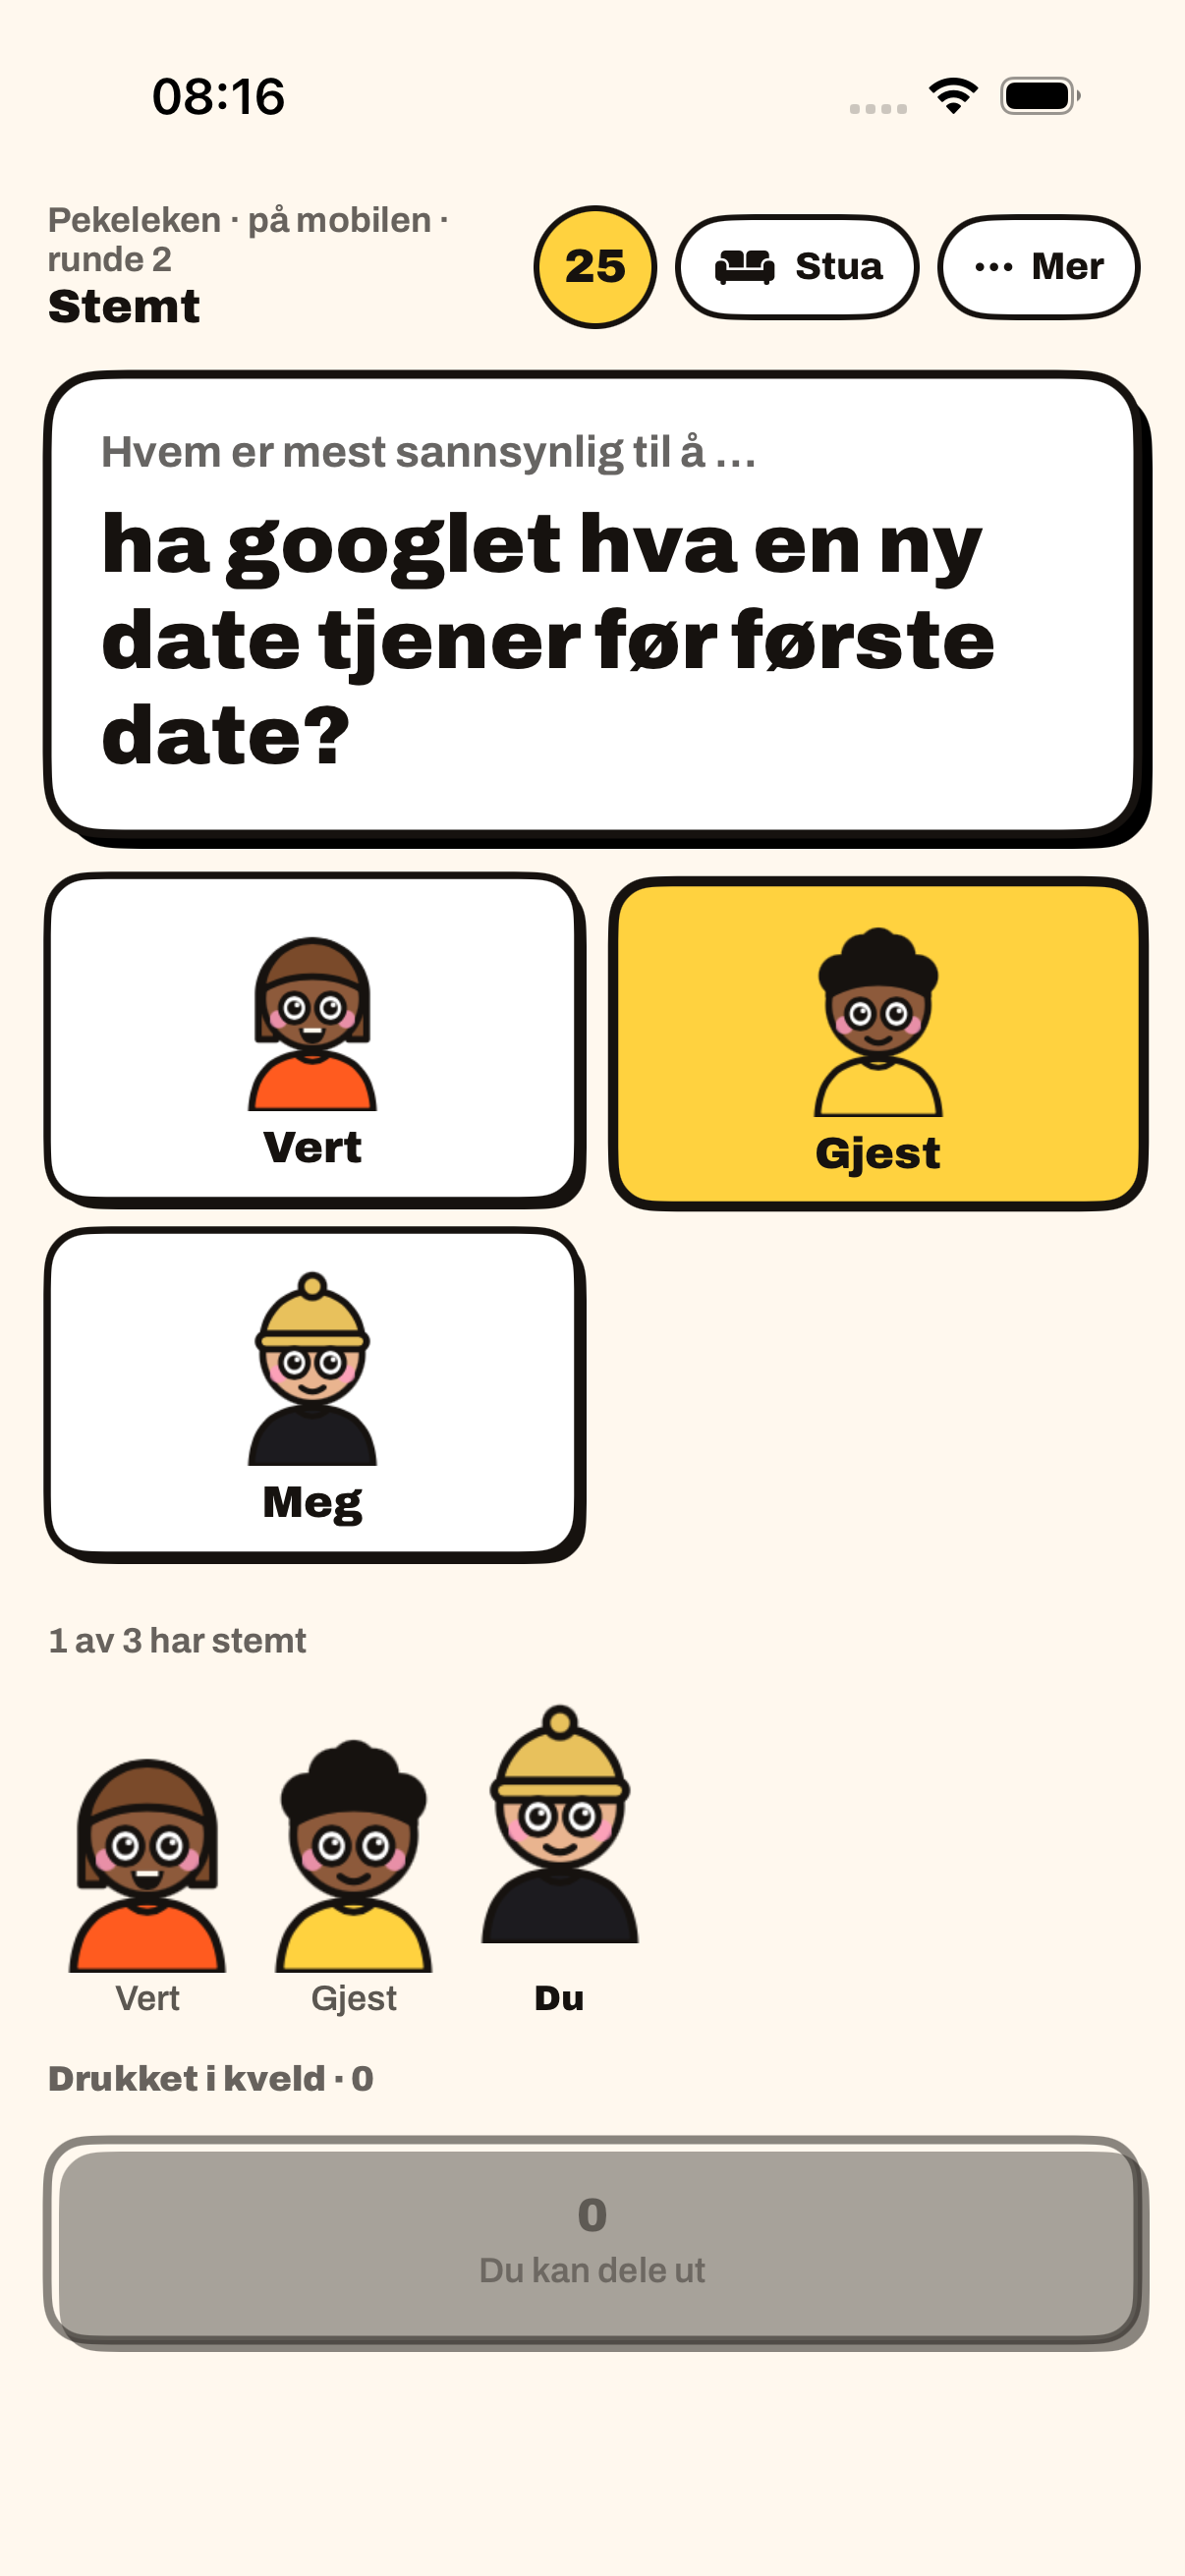 08:16
Pekeleken · på mobilen ·
runde 2
Stemt
25
Stua
Mer
Hvem er mest sannsynlig til å …
ha googlet hva en ny
date tjener før første
date?
Vert
Gjest
Meg
1 av 3 har stemt
Vert
Gjest
Du
Drukket i kveld · 0
0
Du kan dele ut